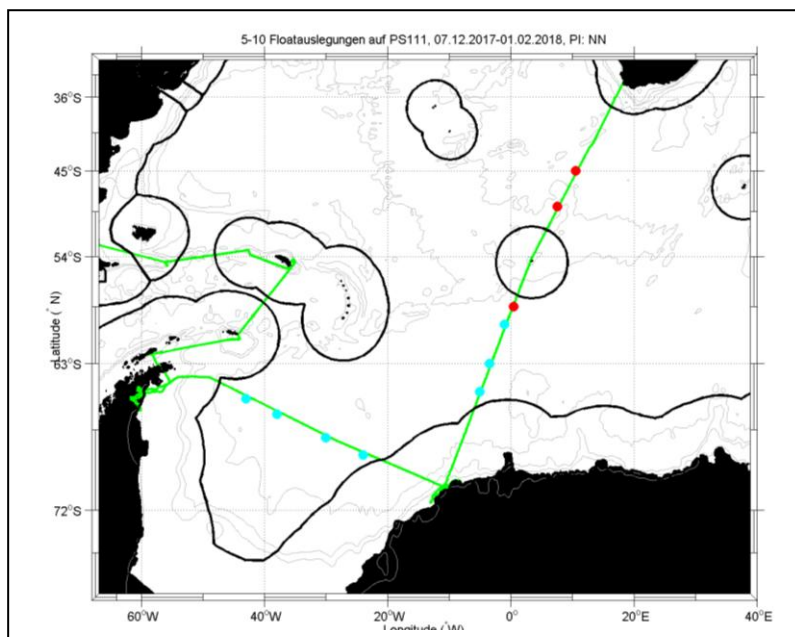 5-10 Floatauslegungen auf PS111, 07.12.2017-01.02.2018, PI: NN
36°S
45°S
54°S
63°S
72°S
Latitude (° N)
60°W
40°W
20°W
0°
20°E
40°E
Longitude (°W)